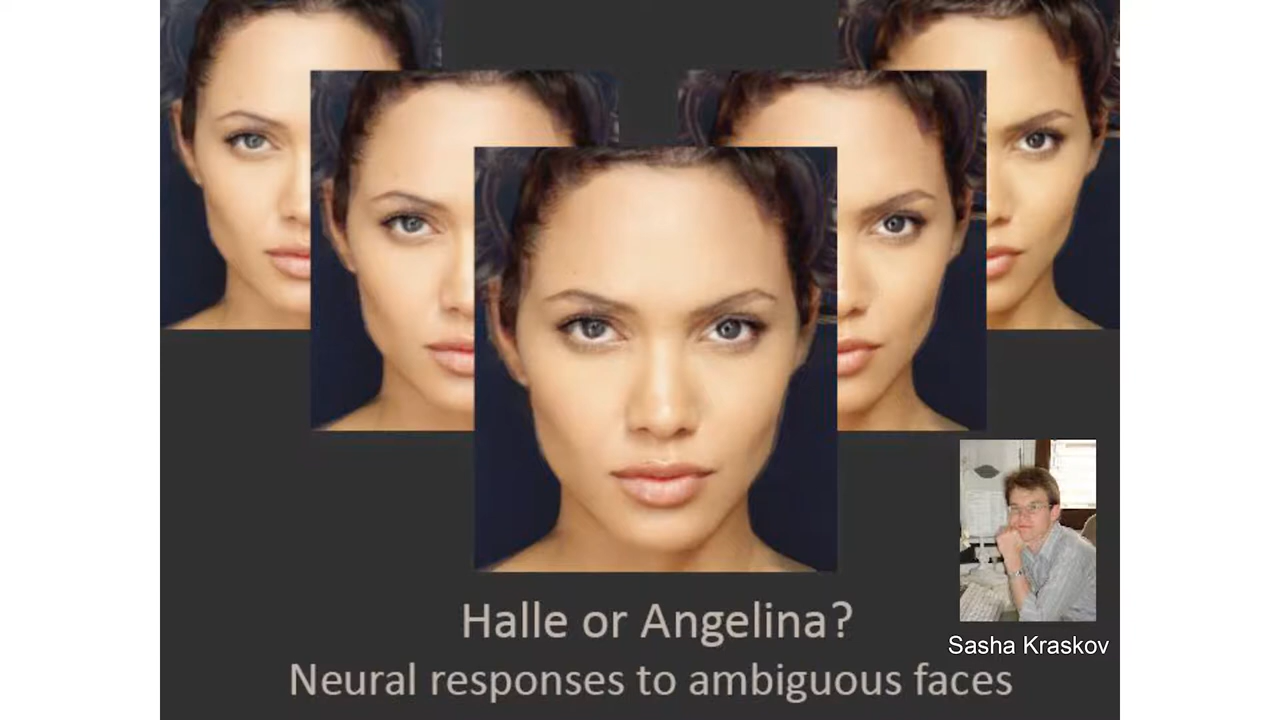 Halle or Angelina?
Sasha Kraskov
Neural responses to ambiguous faces